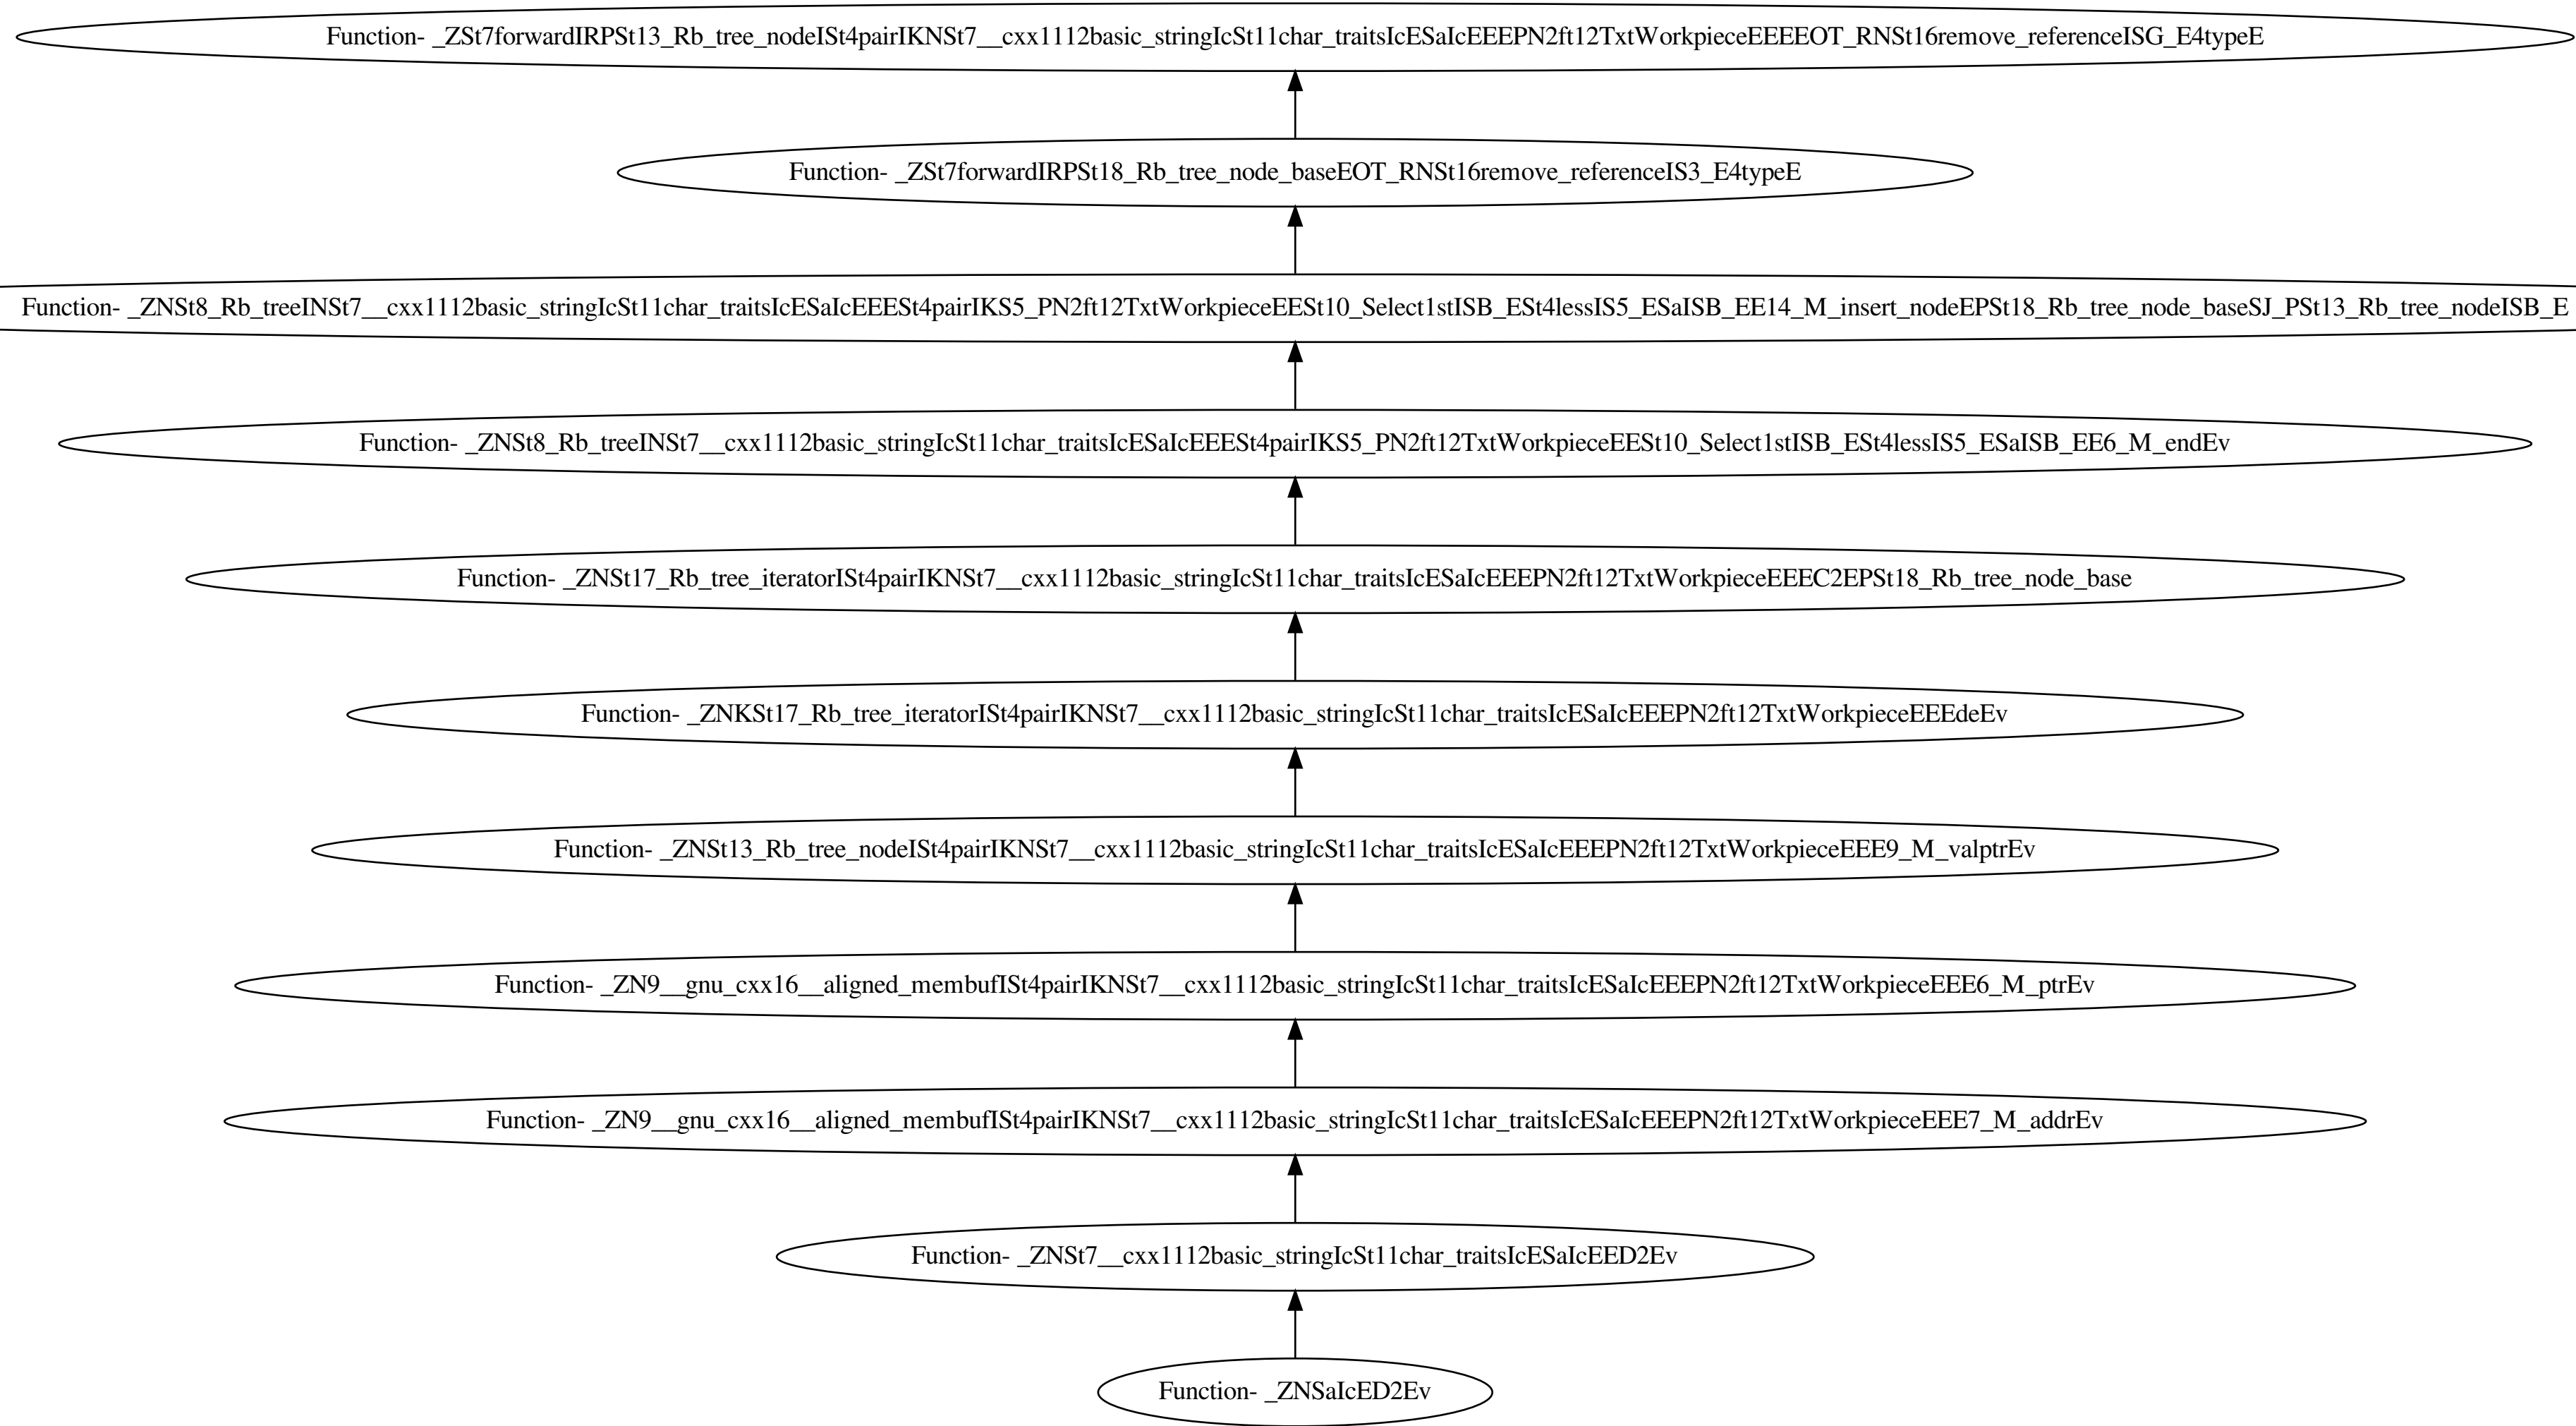 Function- _ZSt7forwardIRPSt13_Rb_tree_nodeISt4pairIKNSt7__cxx1112basic_stringIcSt11char_traitsIcESaIcEEEPN2ft12TxtWorkpieceEEEEOT_RNSt16remove_referenceISG_E4typeE
Function- _ZSt7forwardIRPSt18_Rb_tree_node_baseEOT_RNSt16remove_referenceIS3_E4typeE
Function- _ZNSt8_Rb_treeINSt7__cxx1112basic_stringIcSt11char_traitsIcESaIcEEESt4pairIKS5_PN2ft12TxtWorkpieceEESt10_Select1stISB_ESt4lessIS5_ESaISB_EE14_M_insert_nodeEPSt18_Rb_tree_node_baseSJ_PSt13_Rb_tree_nodeISB_E
Function- _ZNSt8_Rb_treeINSt7__cxx1112basic_stringIcSt11char_traitsIcESaIcEEESt4pairIKS5_PN2ft12TxtWorkpieceEESt10_Select1stISB_ESt4lessIS5_ESaISB_EE6_M_endEv
Function- _ZNSt17_Rb_tree_iteratorISt4pairIKNSt7__cxx1112basic_stringIcSt11char_traitsIcESaIcEEEPN2ft12TxtWorkpieceEEEC2EPSt18_Rb_tree_node_base
Function- _ZNKSt17_Rb_tree_iteratorISt4pairIKNSt7__cxx1112basic_stringIcSt11char_traitsIcESaIcEEEPN2ft12TxtWorkpieceEEEdeEv
Function- _ZNSt13_Rb_tree_nodeISt4pairIKNSt7__cxx1112basic_stringIcSt11char_traitsIcESaIcEEEPN2ft12TxtWorkpieceEEE9_M_valptrEv
Function- _ZN9__gnu_cxx16__aligned_membufISt4pairIKNSt7__cxx1112basic_stringIcSt11char_traitsIcESaIcEEEPN2ft12TxtWorkpieceEEE6_M_ptrEv
Function- _ZN9__gnu_cxx16__aligned_membufISt4pairIKNSt7__cxx1112basic_stringIcSt11char_traitsIcESaIcEEEPN2ft12TxtWorkpieceEEE7_M_addrEv
Function- _ZNSt7__cxx1112basic_stringIcSt11char_traitsIcESaIcEED2Ev
Function- _ZNSaIcED2Ev